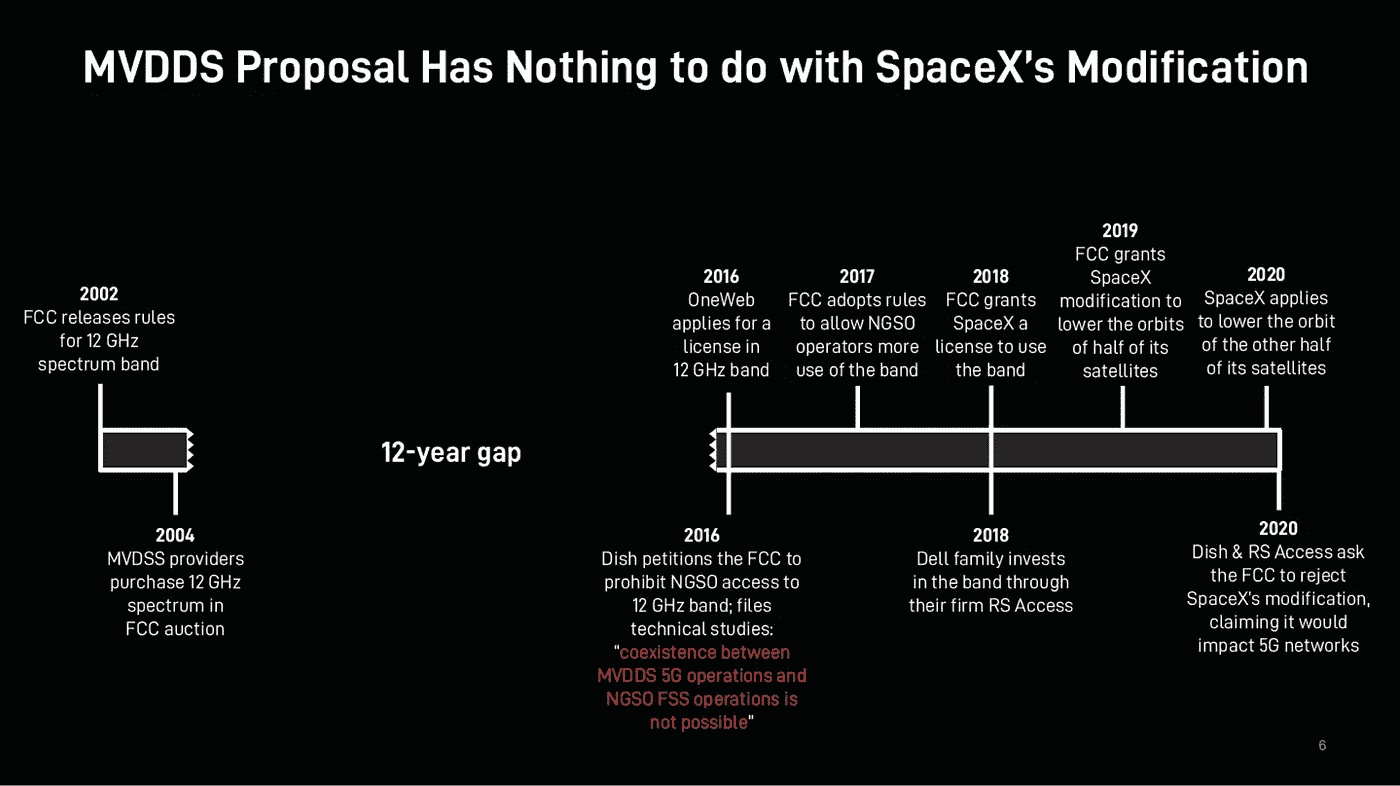 MVDDS Proposal Has Nothing to do with SpaceX's Modification
2002
FCC releases rules
for 12 GHz
spectrum band
2004
MVDSS providers
purchase 12 GHz
spectrum in
FCC auction
12-year gap
2016
OneWeb
applies for a
license in
12 GHz band
2016
Dish petitions the FCC to
prohibit NGSO access to
12 GHz band; files
technical studies:
"coexistence between
MVDDS 5G operations and
NGSO FSS operations is
not possible"
2017
FCC adopts rules
to allow NGSO
operators more
use of the band
2018
FCC grants
SpaceX a
license to use
the band
2018
Dell family invests
in the band through
their firm RS Access
2019
FCC grants
SpaceX
modification to
lower the orbits
of half of its
satellites
2020
SpaceX applies
to lower the orbit
of the other half
of its satellites
2020
Dish & RS Access ask
the FCC to reject
SpaceX's modification,
claiming it would
impact 5G networks
6